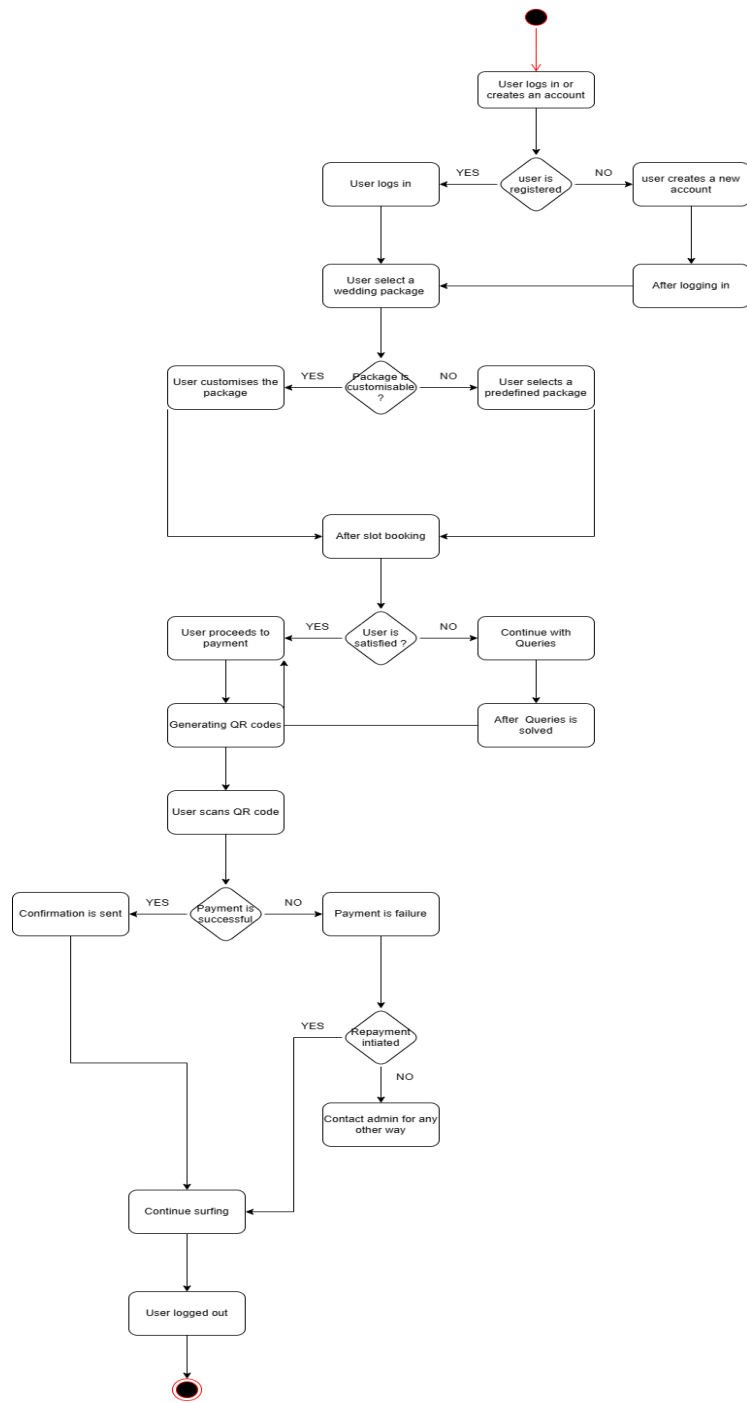 User logs in or
creates an account
YES
NO
User logs in
user is
registered
user creates a new
account
User select a
wedding package
After logging in
YES
NO
User customises the
package
Package is
customisable
?
User selects a
predefined package
After slot booking
YES
NO
User proceeds to
payment
User is
satisfied ?
Continue with
Queries
Generating QR codes
After Queries is
solved
User scans QR code
YES
NO
Confirmation is sent
Payment is
successful
Payment is failure
YES
Repayment
intiated
NO
Contact admin for any
other way
Continue surfing
User logged out